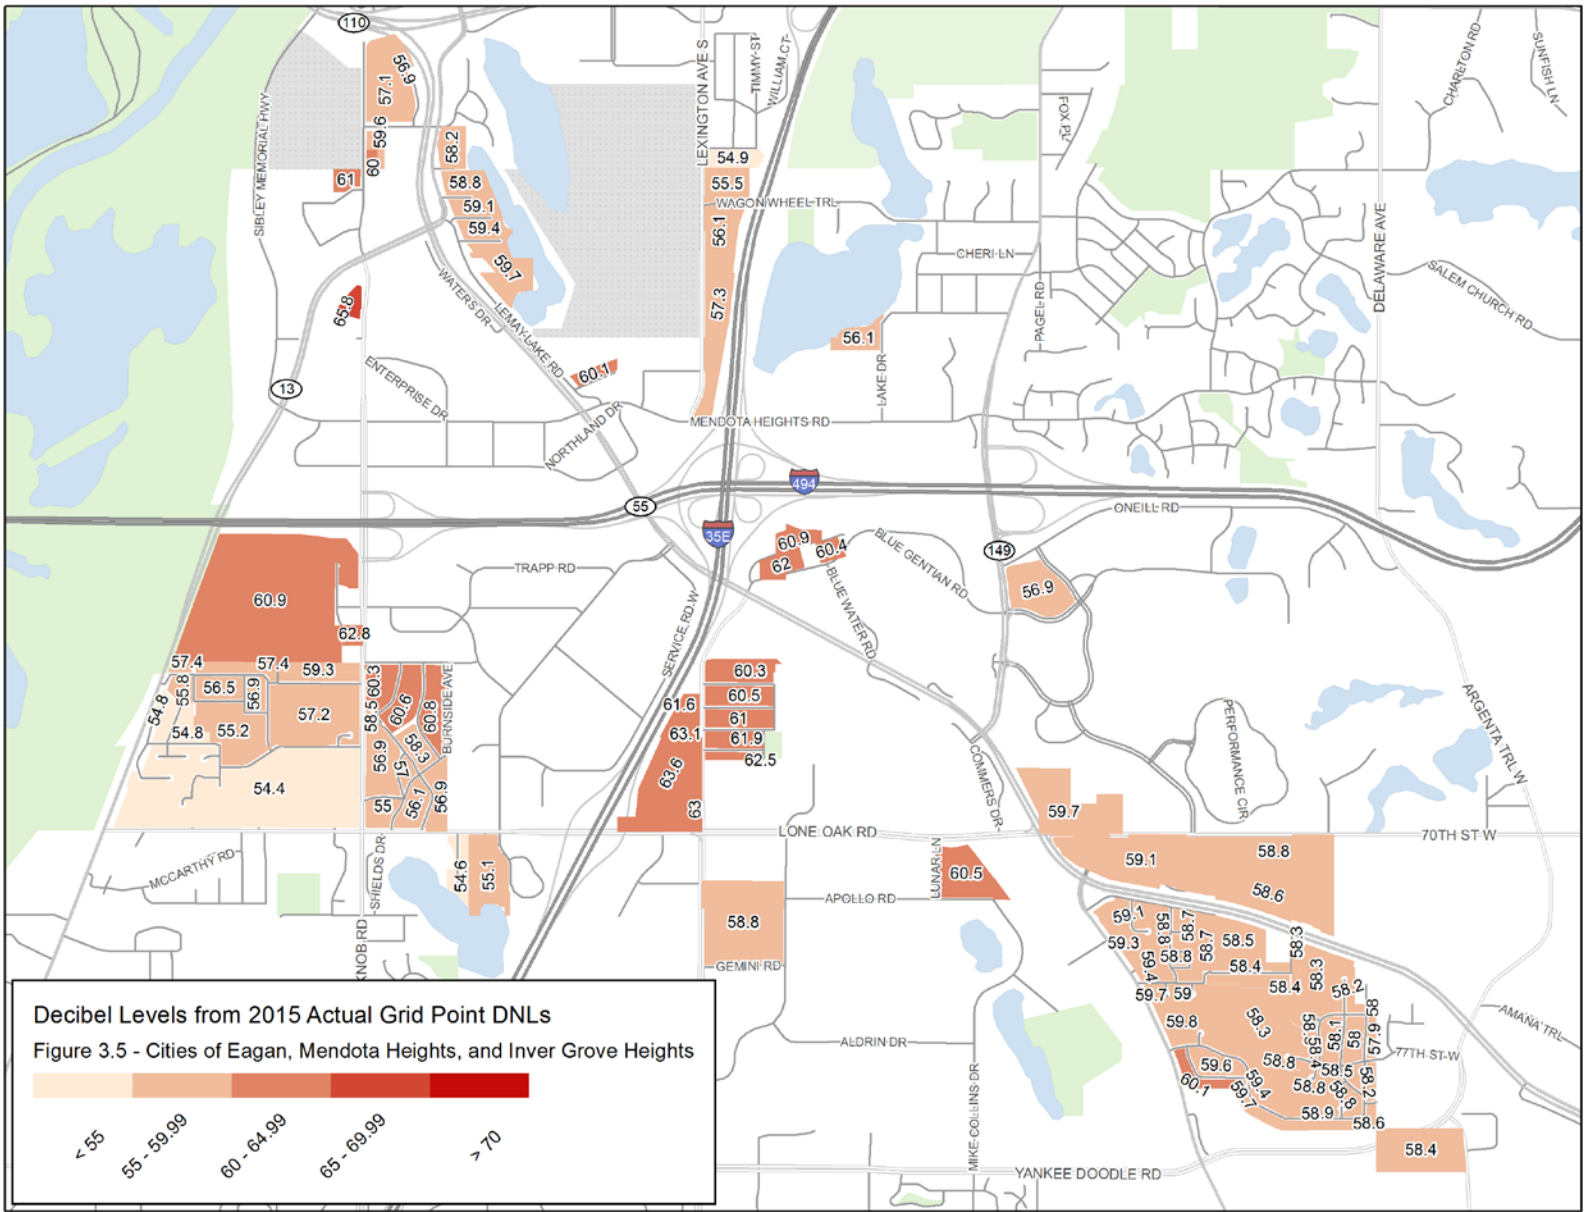 110
56.9
57.1
59.6
60
61
58.2
58.8
59.1
59.4
59.7
65.8
SIBLEY MEMORIAL HWY
LEXINGTON AVE S
TIMMY ST
WILLIAM CT
54.9
55.5
WAGON WHEEL TRL
56.1
57.3
56.1
FOX PL
CHARLTON RD
SUNFISH LN
CHERI LN
PAGEL RD
DELAWARE AVE
SALEM CHURCH RD
WATERS DR
LEMAY LAKE RD
60.1
LAKE DR
13
ENTERPRISE DR
NORTHLAND DR
MENDOTA HEIGHTS RD
494
55
35E
ONEILL RD
149
60.9
60.4
62
BLUE GENTIAN RD
BLUE WATER RD
56.9
TRAPP RD
SERVICE RD W
60.9
62.8
57.4
57.4
59.3
55.8
56.5
56.9
57.2
54.8
54.8
55.2
54.4
60.3
58.5
60.6
60.8
BURNSIDE AVE
58.3
56.9
57
55
56.1
56.9
61.6
63.1
63.6
63
60.3
60.5
61
61.9
62.5
COMMERS DR
PERFORMANCE CIR
ARGENTA TRL W
59.7
LONE OAK RD
70TH ST W
MCCARTHY RD
SHIELDS DR
54.6
55.1
KNOB RD
58.8
GEMINI RD
APOLLO RD
LUNAR LN
60.5
59.1
58.8
58.6
59.1
58.8
58.7
58.7
58.5
58.3
59.3
58.8
59.4
58.4
58.3
59.7
59
58.4
58.2
58
59.8
58.3
58.5
58.4
58.1
58
57.9
77TH ST W
AMANA TRL
59.6
58.8
58.5
58.2
60.1
59.4
59.7
58.8
58.8
58.9
58.6
58.4
ALDRIN DR
MIKE COLLINS DR
YANKEE DOODLE RD
Decibel Levels from 2015 Actual Grid Point DNLs
Figure 3.5 - Cities of Eagan, Mendota Heights, and Inver Grove Heights
< 55
55 - 59.99
60 - 64.99
65 - 69.99
> 70